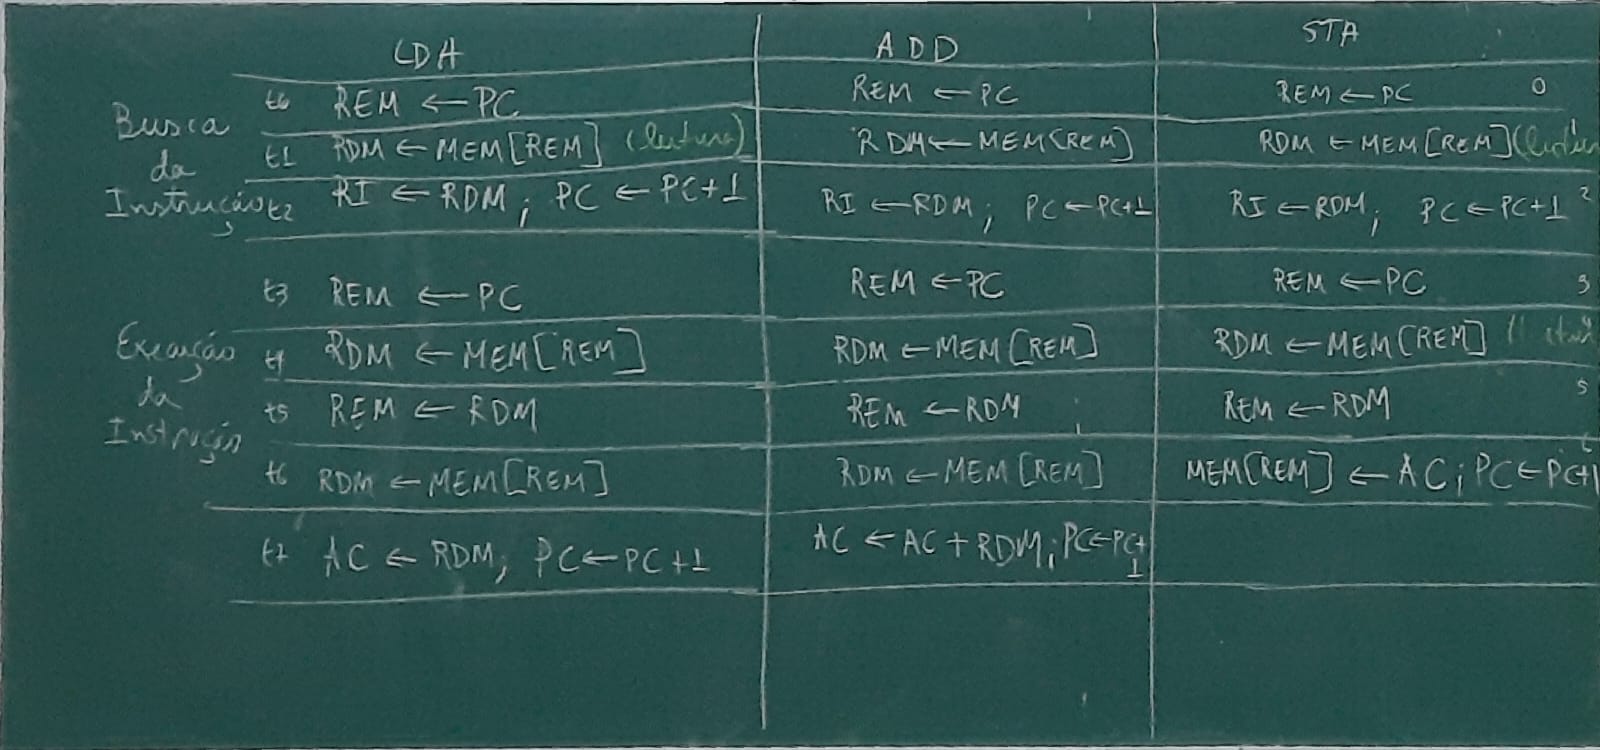 LDA ADD STA
t0 REM ← PC REM ← PC REM ← PC 0
Busca t1 RDM ← MEM[REM] (leitura) RDM ← MEM[REM] RDM ← MEM[REM] 1
da
Instrução t2 RI ← RDM; PC ← PC+1 RI ← RDM; PC ← PC+1 RI ← RDM; PC ← PC+1 2
t3 REM ← PC REM ← PC REM ← PC 3
Execução t4 RDM ← MEM[REM] RDM ← MEM[REM] RDM ← MEM[REM] 4
da t5 REM ← RDM REM ← RDM REM ← RDM 5
Instrução
t6 RDM ← MEM[REM] RDM ← MEM[REM] MEM[REM] ← AC; PC ← PC+1 6
t7 AC ← RDM; PC ← PC+1 AC ← AC + RDM; PC ← PC+
1